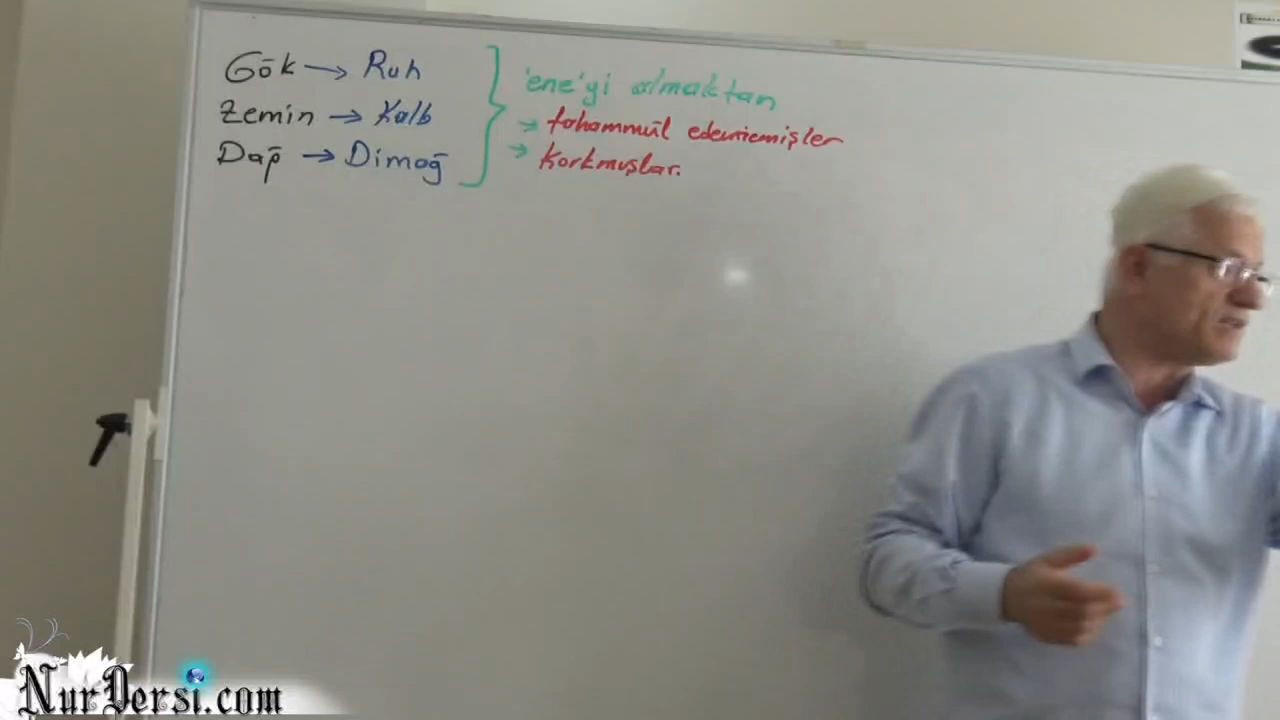 Gök → Ruh
Zemin → Kalb
Dağ → Dimağ
'ene'yi almaktan
→ tahammül edememişler
→ Korkmuşlar.
NurDersi.com